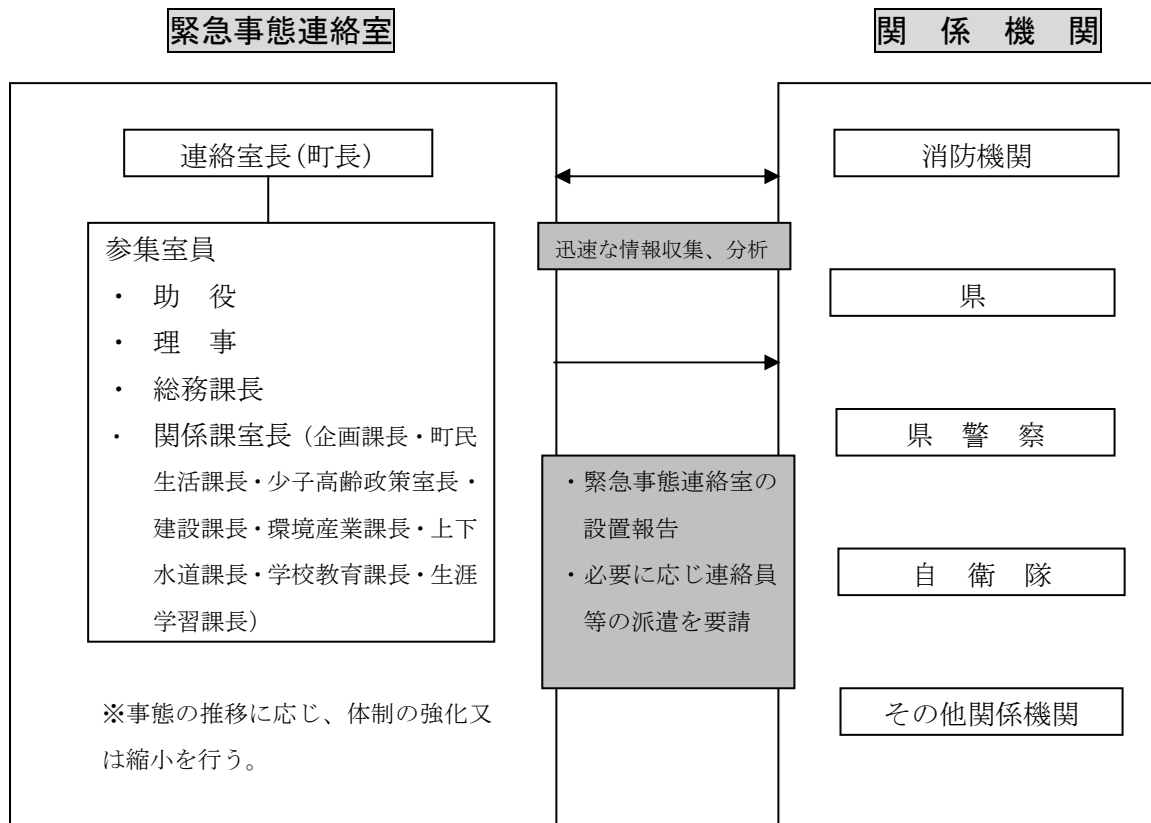 緊急事態連絡室
関 係 機 関
連絡室長(町長)
参集室員
・ 助 役
・ 理 事
・ 総務課長
・ 関係課室長(企画課長・町民
生活課長・少子高齢政策室長・
建設課長・環境産業課長・上下
水道課長・学校教育課長・生涯
学習課長)
※事態の推移に応じ、体制の強化又
は縮小を行う。
迅速な情報収集、分析
・緊急事態連絡室の
設置報告
・必要に応じ連絡員
等の派遣を要請
消防機関
県
県 警 察
自 衛 隊
その他関係機関